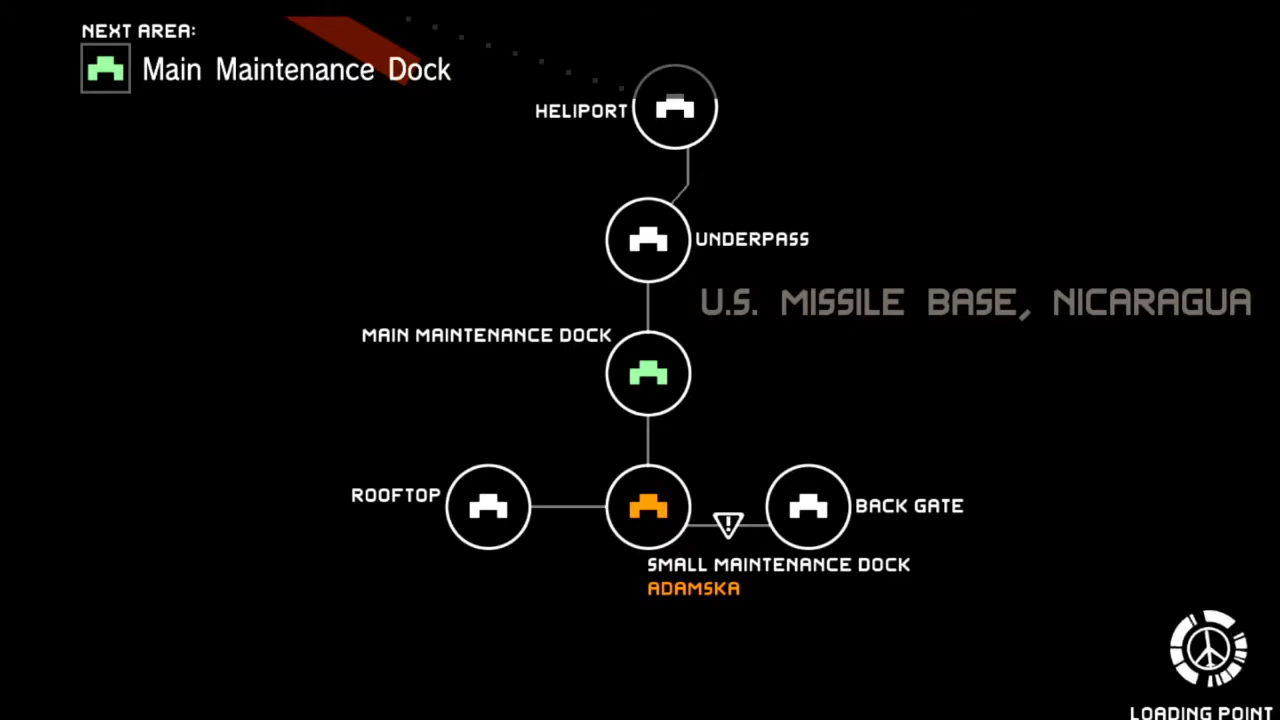 NEXT AREA:
Main Maintenance Dock
HELIPORT
UNDERPASS
U.S. MISSILE BASE, NICARAGUA
MAIN MAINTENANCE DOCK
ROOFTOP
BACK GATE
SMALL MAINTENANCE DOCK
ADAMSKA
LOADING POINT